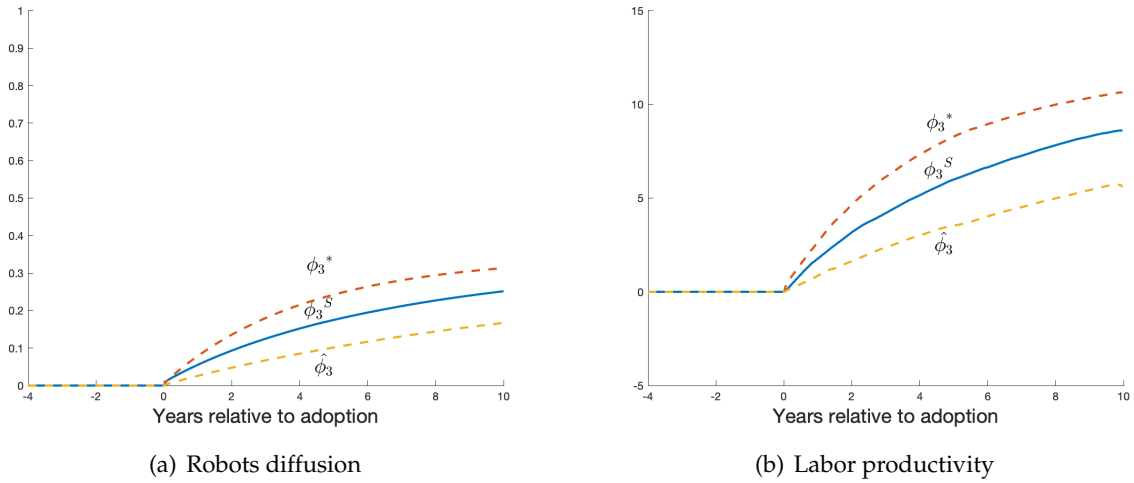 1
0.9
0.8
0.7
0.6
0.5
0.4
0.3
0.2
0.1
0
-4 -2 0 2 4 6 8 10
ϕ₃*
ϕ₃ˢ
ϕ̂₃
Years relative to adoption
(a) Robots diffusion
15
10
5
0
-5
-4 -2 0 2 4 6 8 10
ϕ₃*
ϕ₃ˢ
ϕ̂₃
Years relative to adoption
(b) Labor productivity